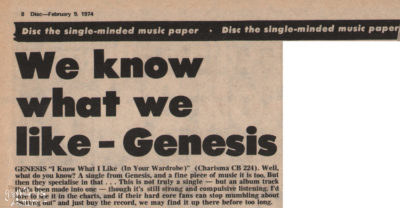 8 Disc—February 9, 1974
Disc the single-minded music paper • Disc the single-minded music paper
We know
what we
like – Genesis
GENESIS "I Know What I Like (In Your Wardrobe)" (Charisma CB 224). Well,
what do you know? A single from Genesis, and a fine piece of music it is too. But
then they specialise in that . . . This is not truly a single — but an album track
that's been made into one — though it's still strong and compulsive listening. I'd
love to see it in the charts, and if their hard core fans can stop mumbling about
"selling out" and just buy the record, we may find it up there before too long.